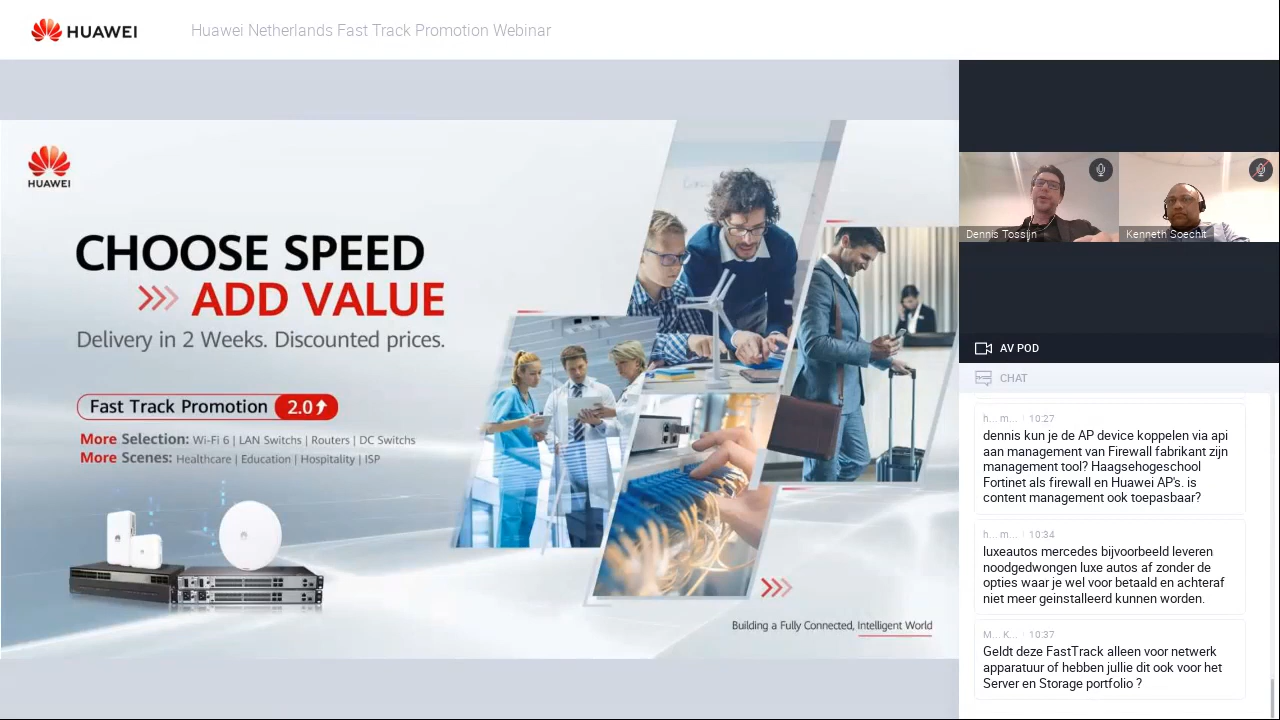 HUAWEI
Huawei Netherlands Fast Track Promotion Webinar
HUAWEI
CHOOSE SPEED
ADD VALUE
Delivery in 2 Weeks. Discounted prices.
Fast Track Promotion 2.0
More Selection: Wi-Fi 6 | LAN Switchs | Routers | DC Switchs
More Scenes: Healthcare | Education | Hospitality | ISP
Building a Fully Connected, Intelligent World
Dennis Tossijn
Kenneth Soechit
AV POD
CHAT
h... m... 10:27
dennis kun je de AP device koppelen via api
aan management van Firewall fabrikant zijn
management tool? Haagsehogeschool
Fortinet als firewall en Huawei AP's. is
content management ook toepasbaar?
h... m... 10:34
luxeautos mercedes bijvoorbeeld leveren
noodgedwongen luxe autos af zonder de
opties waar je wel voor betaald en achteraf
niet meer geinstalleerd kunnen worden.
M... K... 10:37
Geldt deze FastTrack alleen voor netwerk
apparatuur of hebben jullie dit ook voor het
Server en Storage portfolio ?